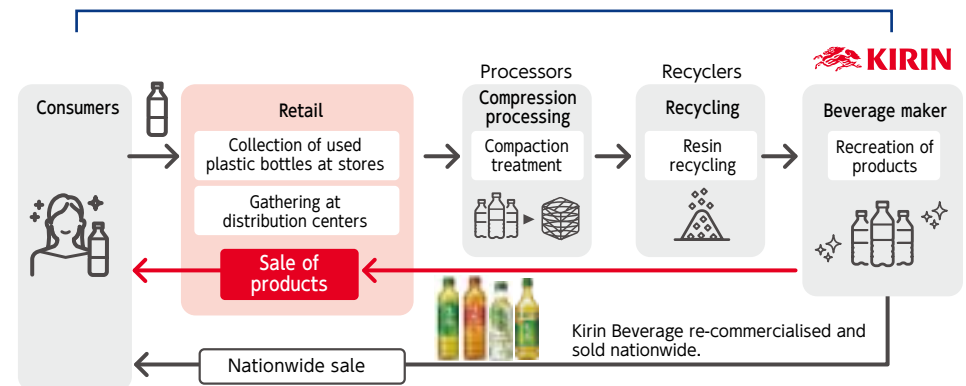 KIRIN
Processors
Recyclers
Consumers
Retail
Compression
processing
Recycling
Beverage maker
Collection of used
plastic bottles at stores
Compaction
treatment
Resin
recycling
Recreation of
products
Gathering at
distribution centers
Sale of
products
Kirin Beverage re-commercialised and
sold nationwide.
Nationwide sale